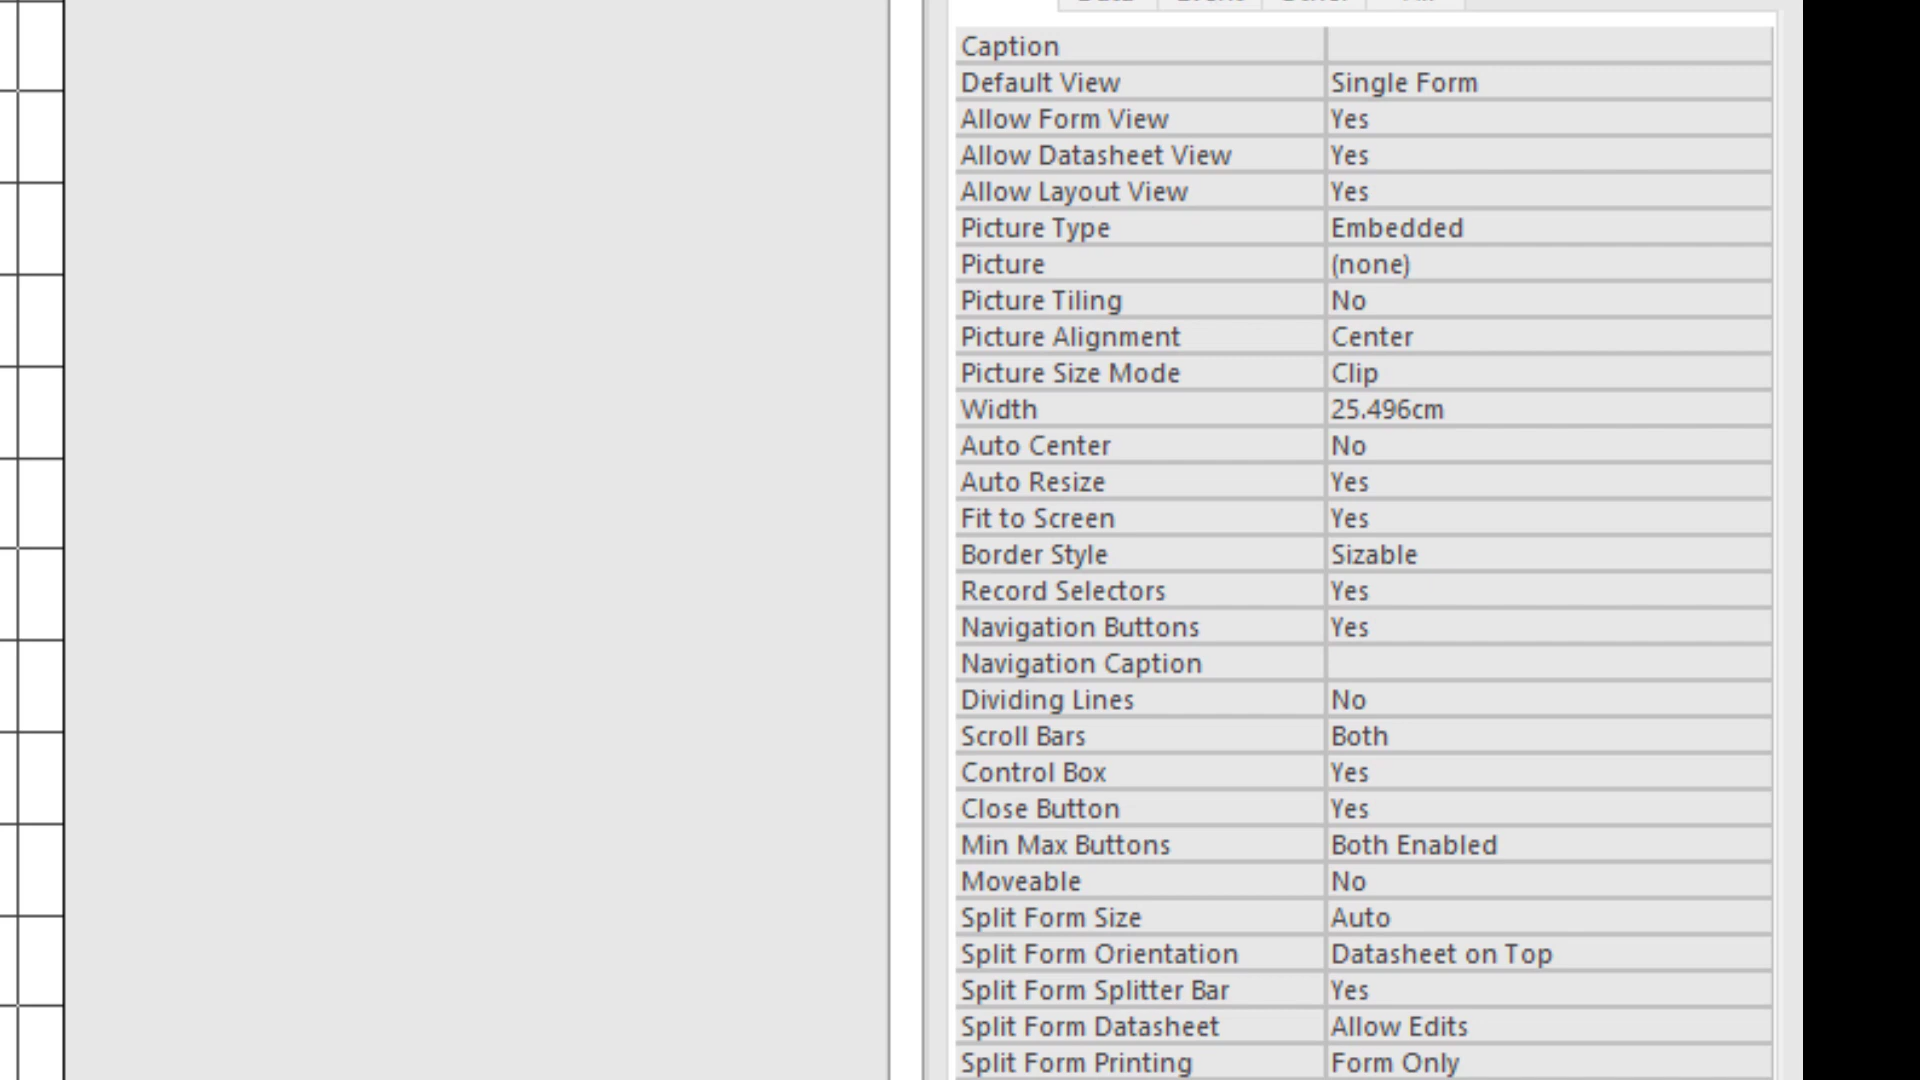 Caption
Default View Single Form
Allow Form View Yes
Allow Datasheet View Yes
Allow Layout View Yes
Picture Type Embedded
Picture (none)
Picture Tiling No
Picture Alignment Center
Picture Size Mode Clip
Width 25.496cm
Auto Center No
Auto Resize Yes
Fit to Screen Yes
Border Style Sizable
Record Selectors Yes
Navigation Buttons Yes
Navigation Caption
Dividing Lines No
Scroll Bars Both
Control Box Yes
Close Button Yes
Min Max Buttons Both Enabled
Moveable No
Split Form Size Auto
Split Form Orientation Datasheet on Top
Split Form Splitter Bar Yes
Split Form Datasheet Allow Edits
Split Form Printing Form Only